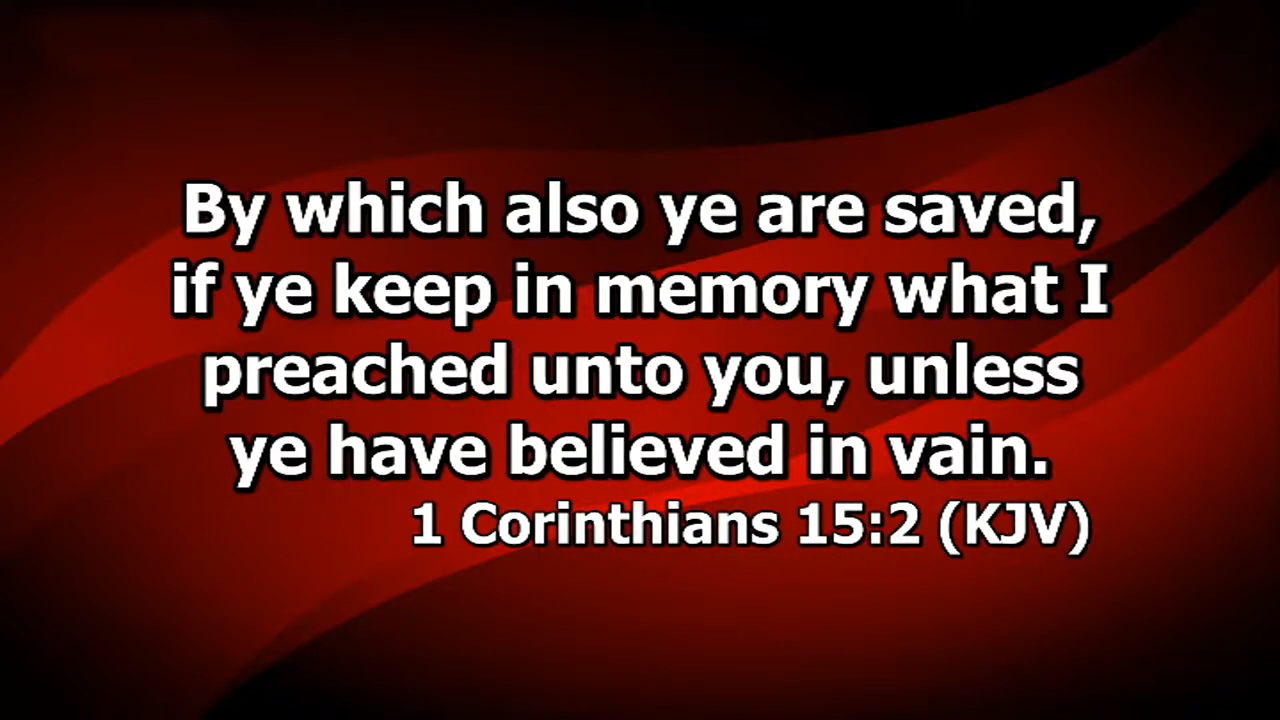 By which also ye are saved,
if ye keep in memory what I
preached unto you, unless
ye have believed in vain.
1 Corinthians 15:2 (KJV)